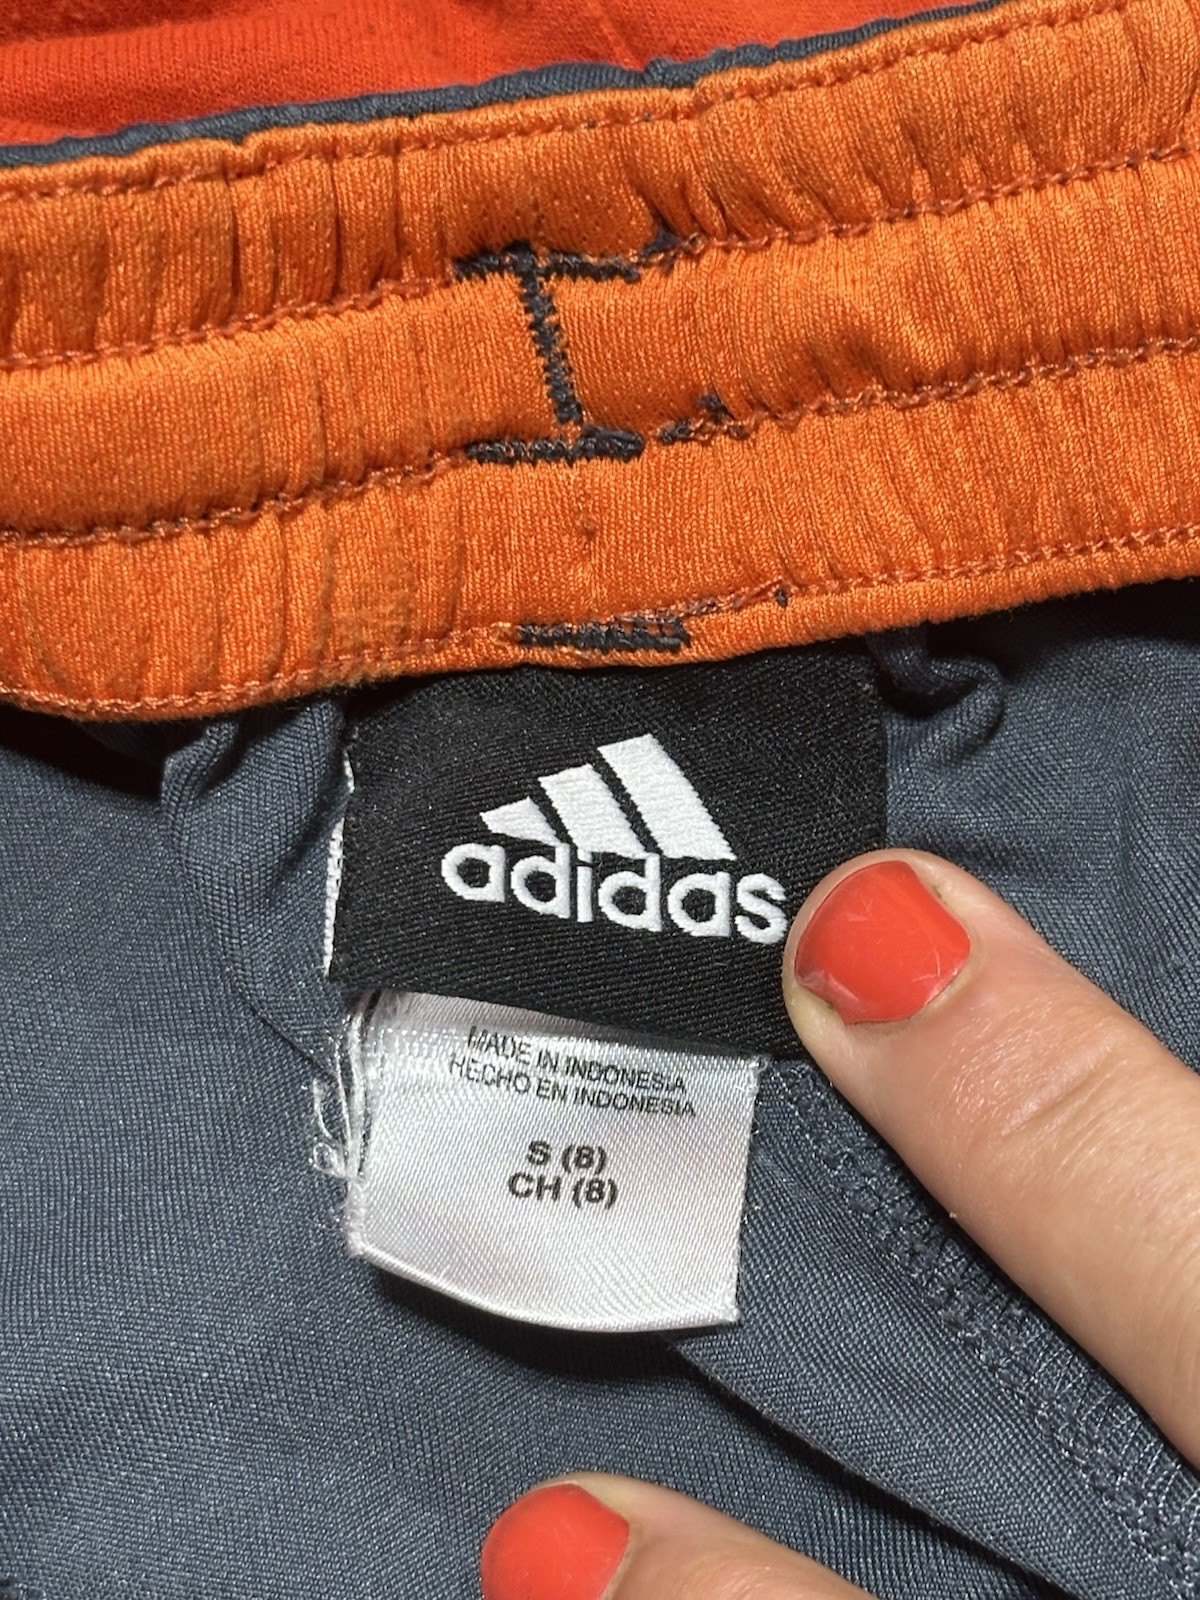 adidas
MADE IN INDONESIA
HECHO EN INDONESIA
S (8)
CH (8)